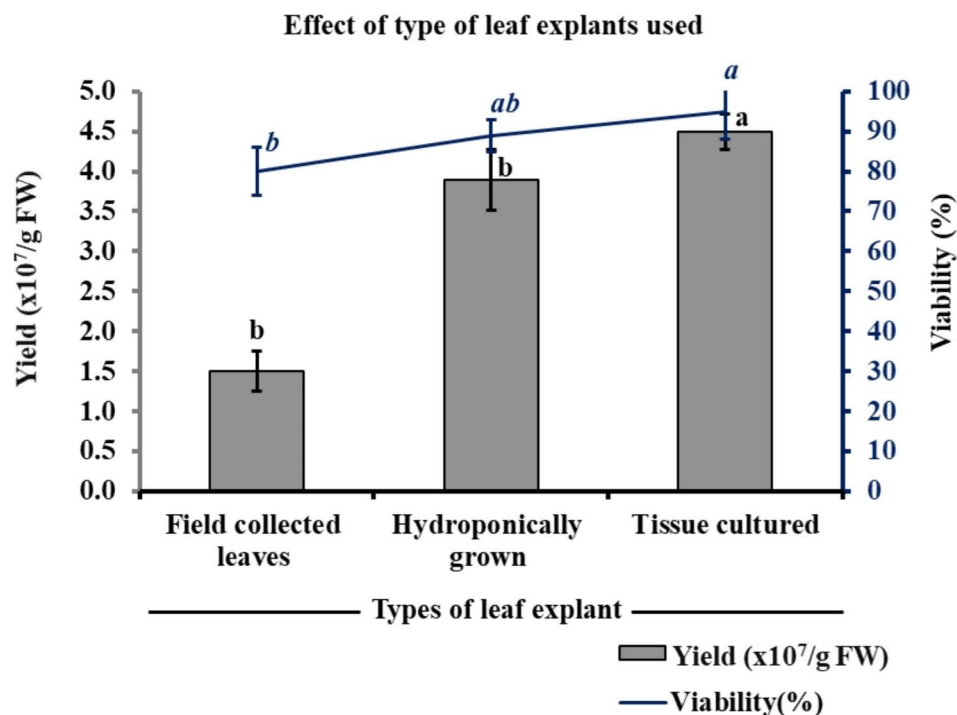 Effect of type of leaf explants used
Yield (x10⁷/g FW)
5.0
4.5
4.0
3.5
3.0
2.5
2.0
1.5
1.0
0.5
0.0
b
ab
a
b
b
a
100
90
80
70
60
50
40
30
20
10
0
Viability (%)
Field collected
leaves
Hydroponically
grown
Tissue cultured
Types of leaf explant
Yield (x10⁷/g FW)
Viability(%)